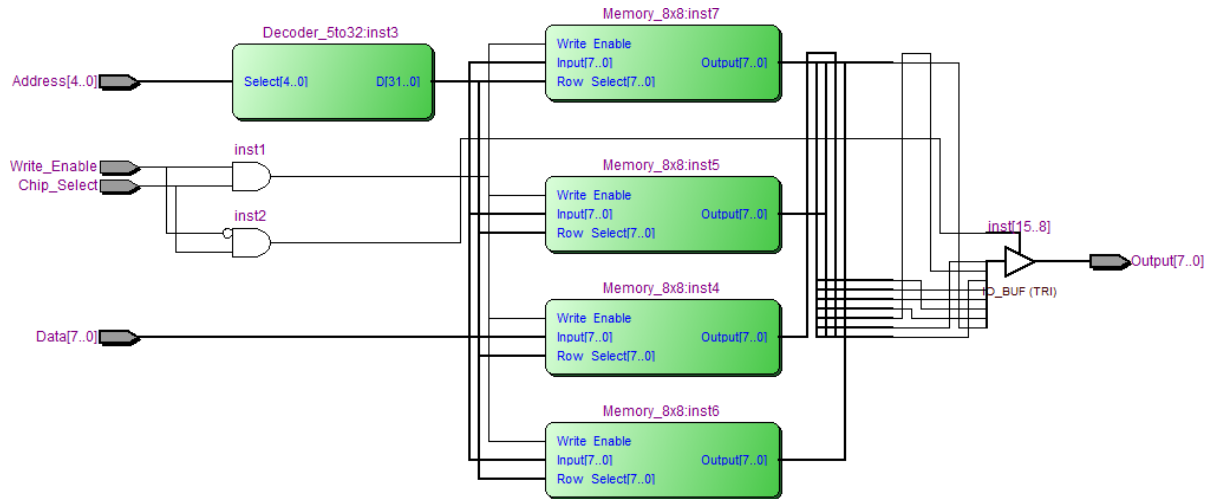 Memory_8x8:inst7
Decoder_5to32:inst3
Write Enable
Address[4..0]
Select[4..0]
D[31..0]
Input[7..0]
Output[7..0]
Row Select[7..0]
inst1
Write_Enable
Chip_Select
Memory_8x8:inst5
Write Enable
Input[7..0]
Output[7..0]
Row Select[7..0]
inst2
inst[15..8]
Output[7..0]
IO_BUF (TRI)
Memory_8x8:inst4
Write Enable
Data[7..0]
Input[7..0]
Output[7..0]
Row Select[7..0]
Memory_8x8:inst6
Write Enable
Input[7..0]
Output[7..0]
Row Select[7..0]